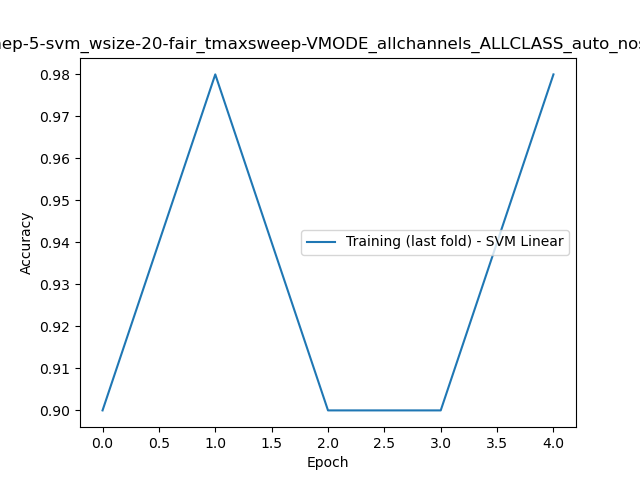 ep-5-svm_wsize-20-fair_tmaxsweep-VMODE_allchannels_ALLCLASS_auto_nos
0.98
0.97
0.96
0.95
0.94
0.93
0.92
0.91
0.90
Accuracy
Training (last fold) - SVM Linear
0.0 0.5 1.0 1.5 2.0 2.5 3.0 3.5 4.0
Epoch